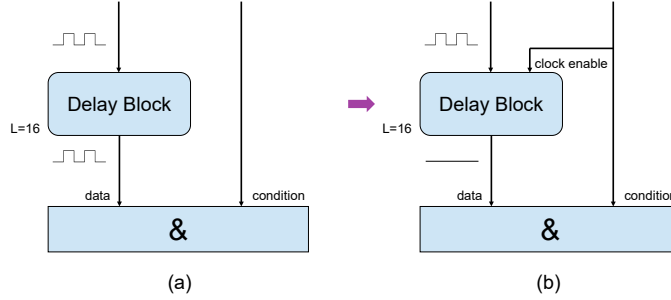 Delay Block
L=16
data
condition
&
(a)
clock enable
Delay Block
L=16
data
condition
&
(b)